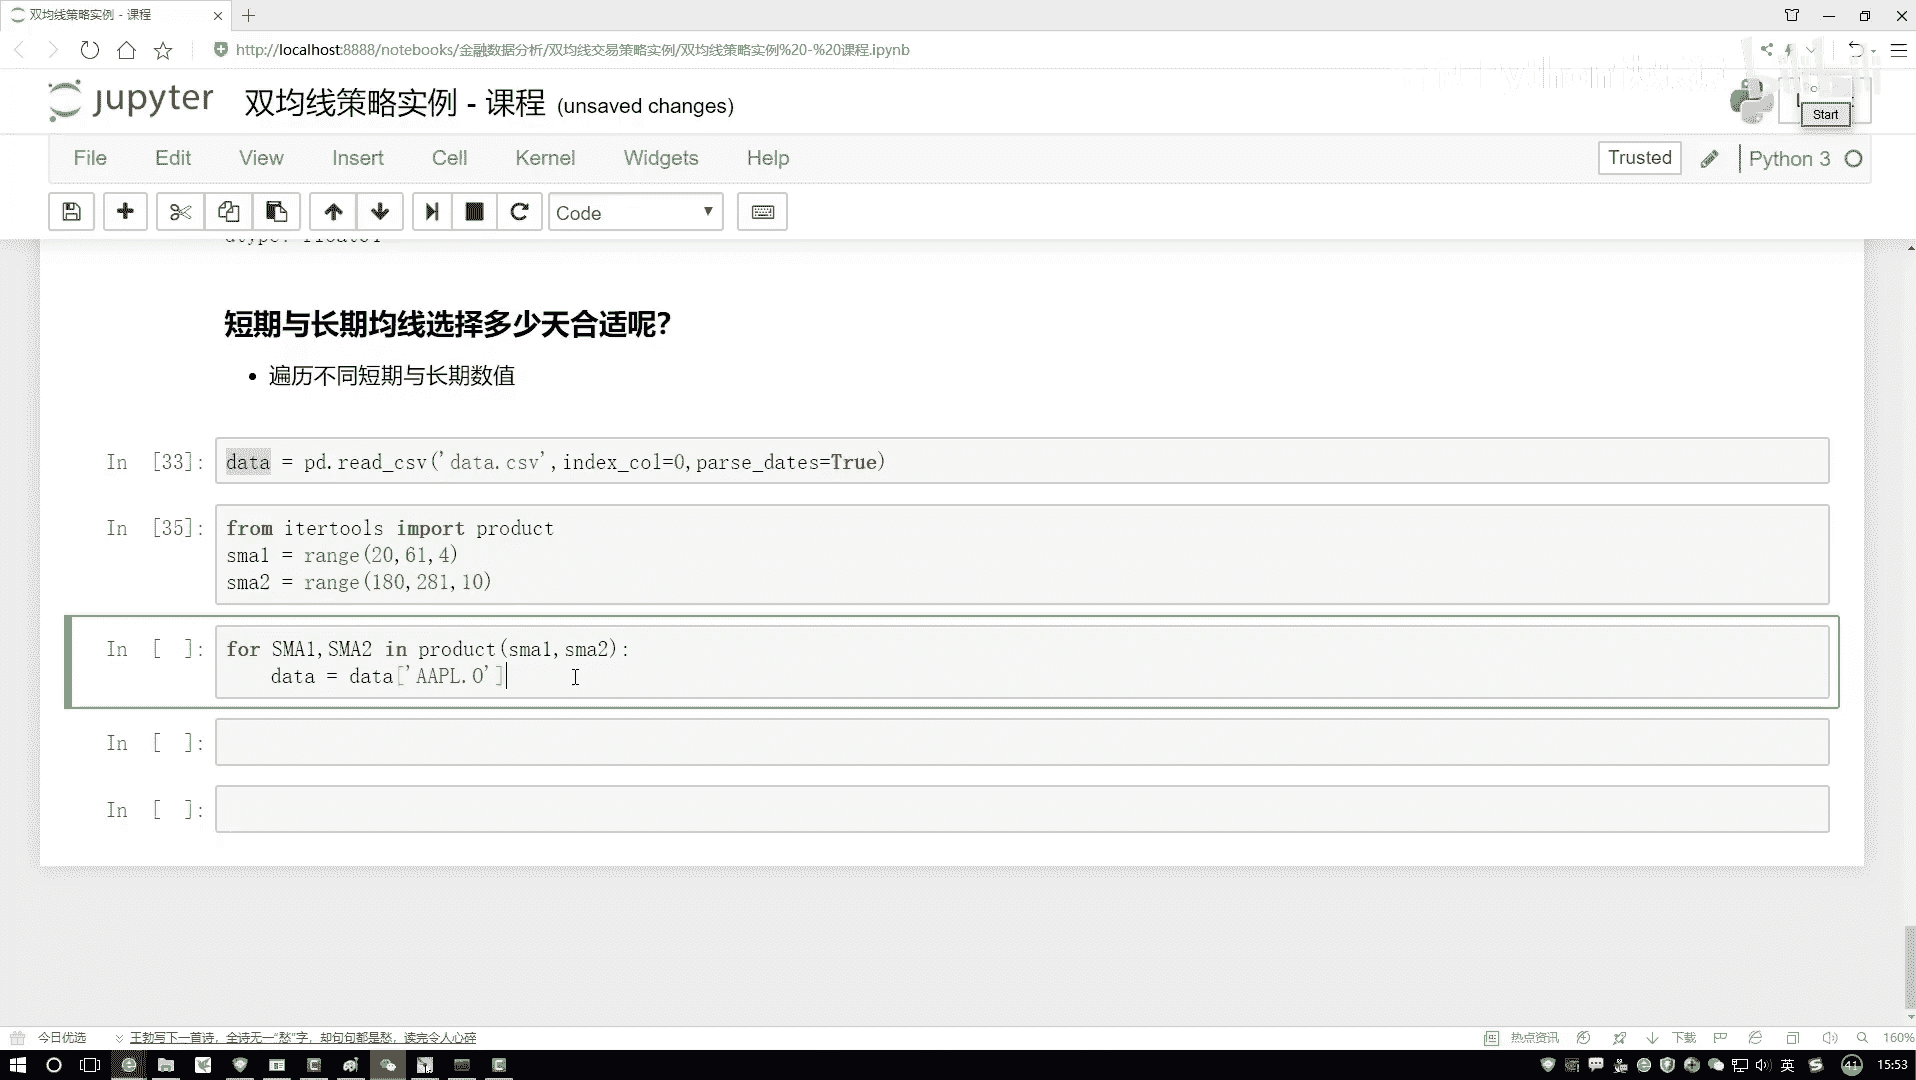 双均线策略实例 - 课程
http://localhost:8888/notebooks/金融数据分析/双均线交易策略实例/双均线策略实例%20-%20课程.ipynb
jupyter 双均线策略实例 - 课程 (unsaved changes)
Start
File Edit View Insert Cell Kernel Widgets Help Trusted Python 3
Code
短期与长期均线选择多少天合适呢?
• 遍历不同短期与长期数值
In [33]: data = pd.read_csv('data.csv',index_col=0,parse_dates=True)
In [35]: from itertools import product
sma1 = range(20,61,4)
sma2 = range(180,281,10)
In [ ]: for SMA1,SMA2 in product(sma1,sma2):
data = data['AAPL.O']
In [ ]:
In [ ]:
今日优选 王勃写下一首诗，全诗无一“愁”字，却句句都是愁，读完令人心碎 热点资讯 下载 160%
英 41 15:53